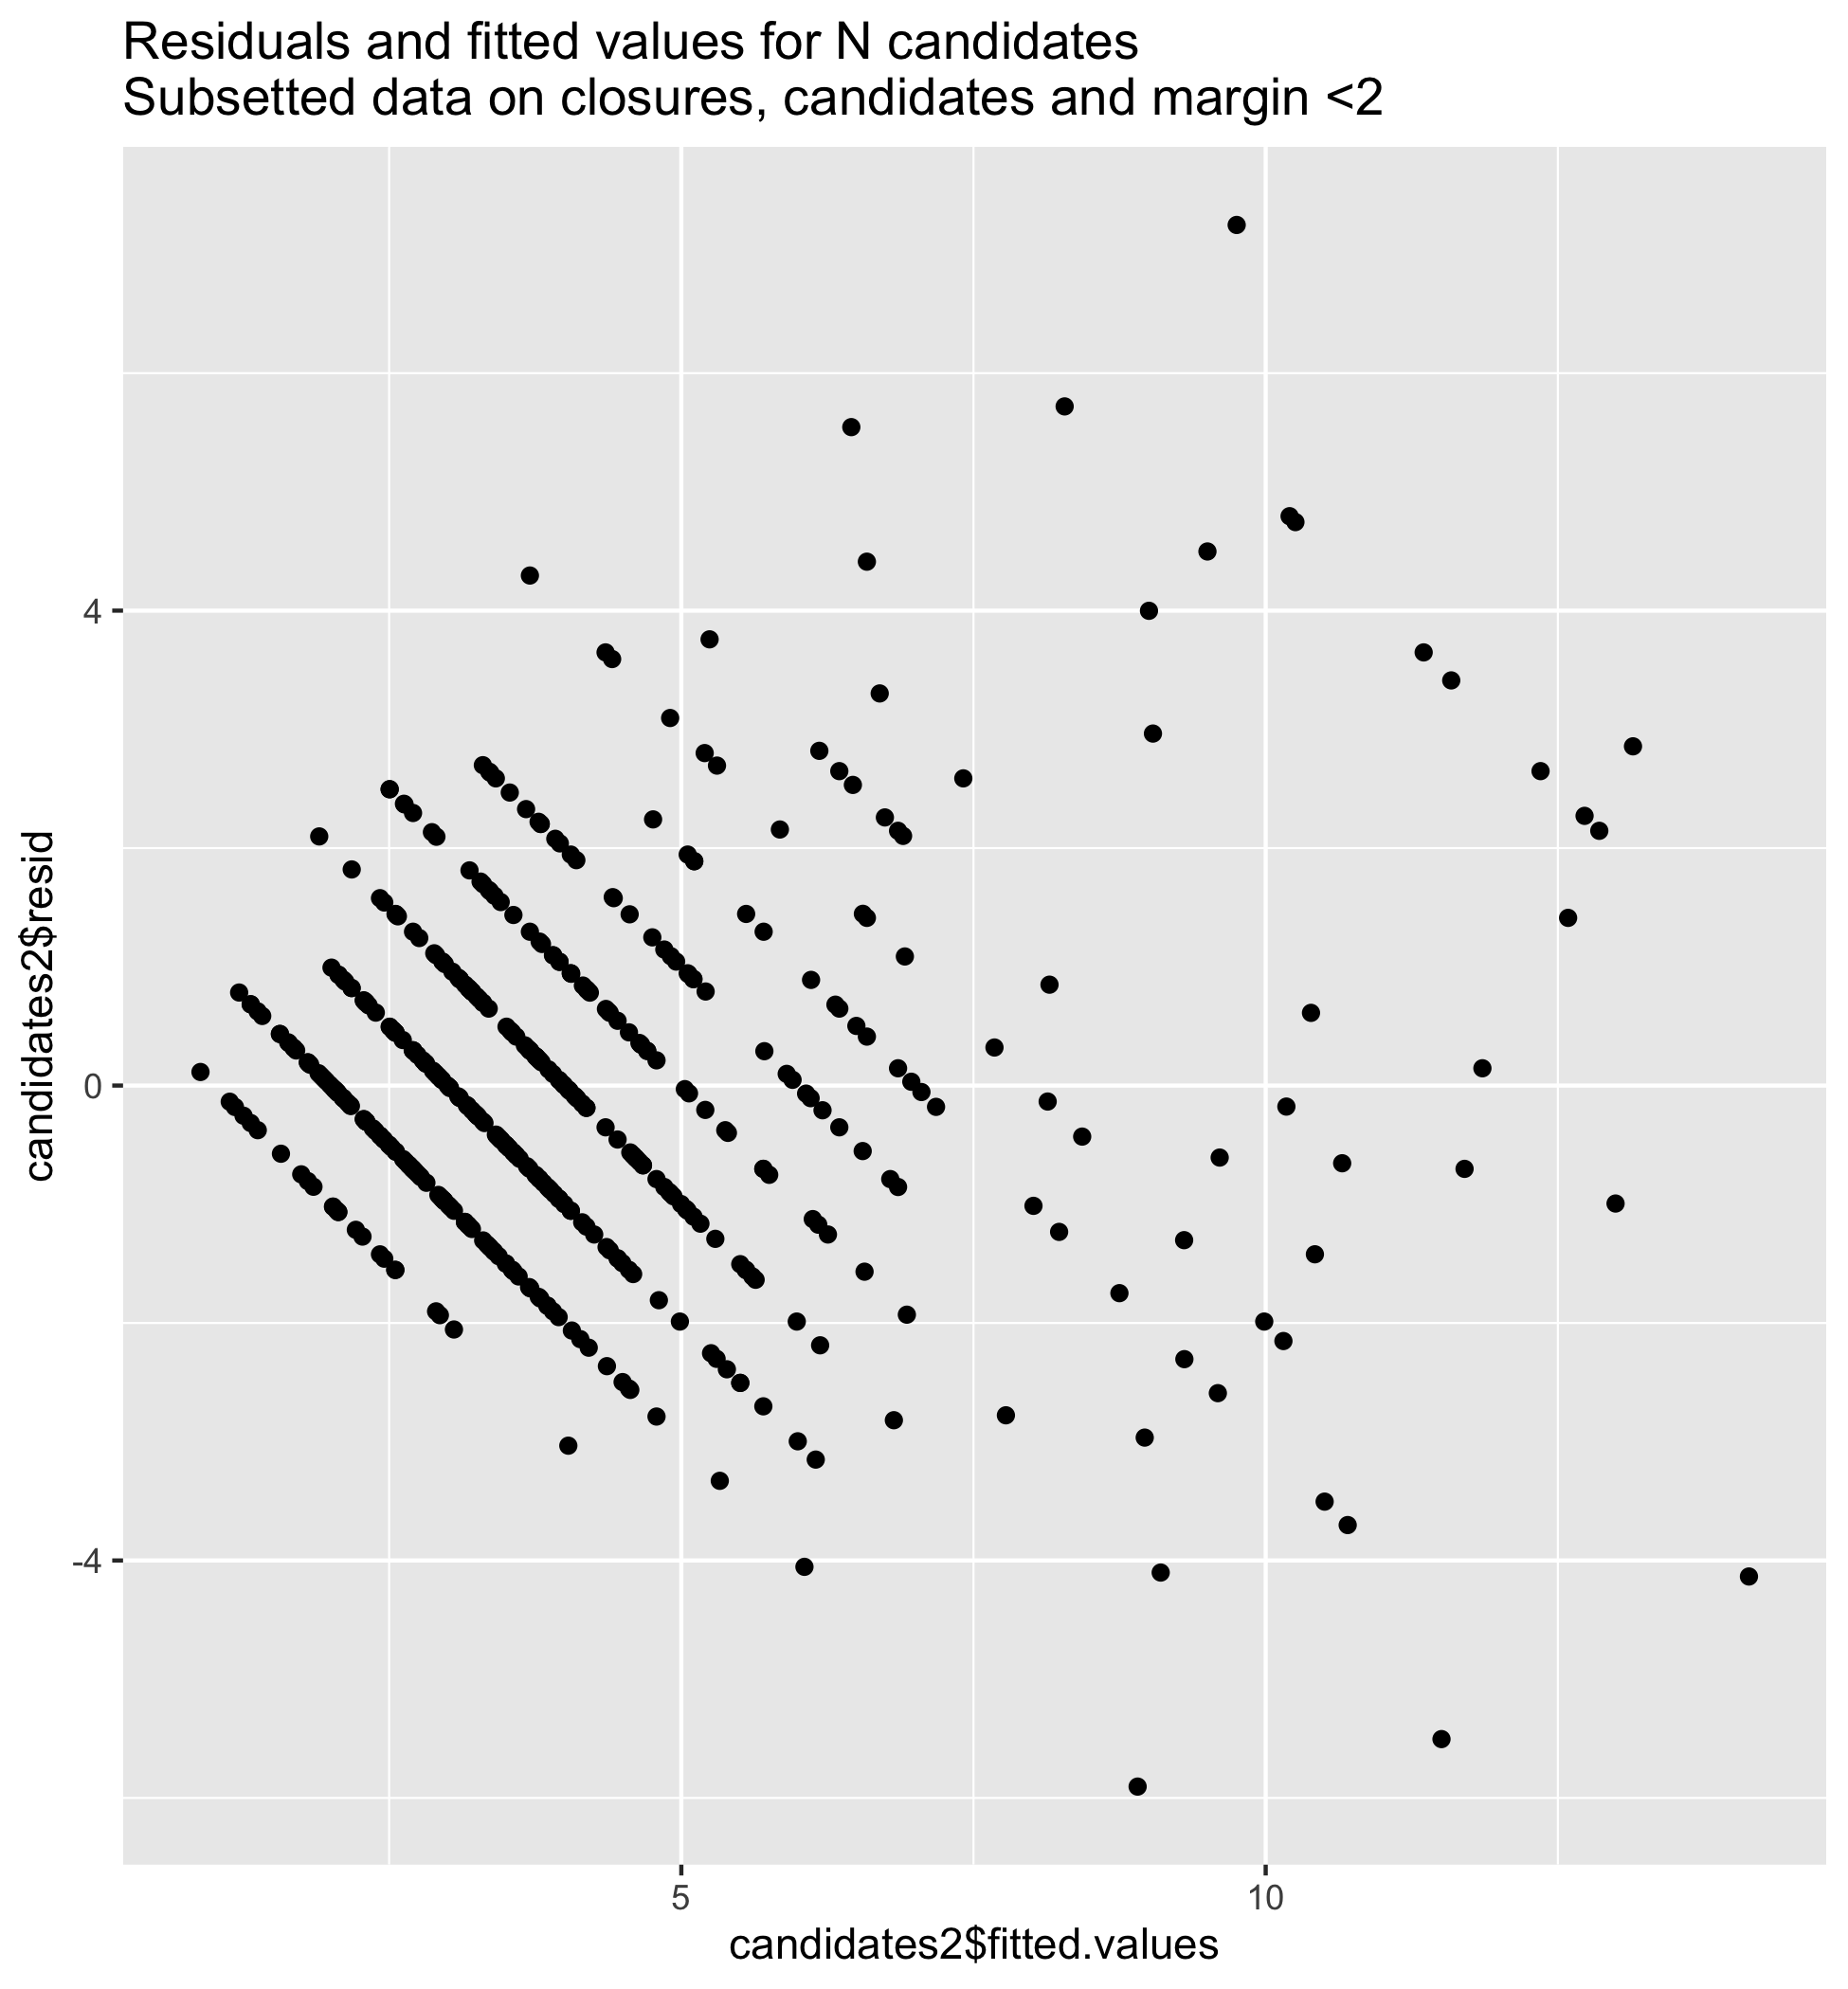 Residuals and fitted values for N candidates
Subsetted data on closures, candidates and margin <2
candidates2$resid
4
0
-4
5
10
candidates2$fitted.values